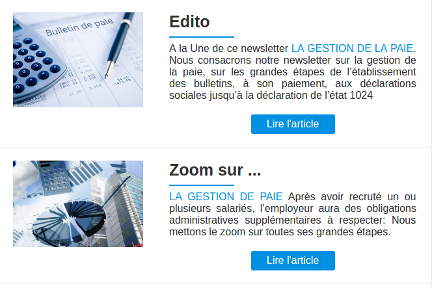 Bulletin de paie
Edito
A la Une de ce newsletter LA GESTION DE LA PAIE.
Nous consacrons notre newsletter sur la gestion de
la paie, sur les grandes étapes de l'établissement
des bulletins, à son paiement, aux déclarations
sociales jusqu'à la déclaration de l'état 1024
Lire l'article
Zoom sur ...
LA GESTION DE PAIE Après avoir recruté un ou
plusieurs salariés, l'employeur aura des obligations
administratives supplémentaires à respecter: Nous
mettons le zoom sur toutes ses grandes étapes.
Lire l'article